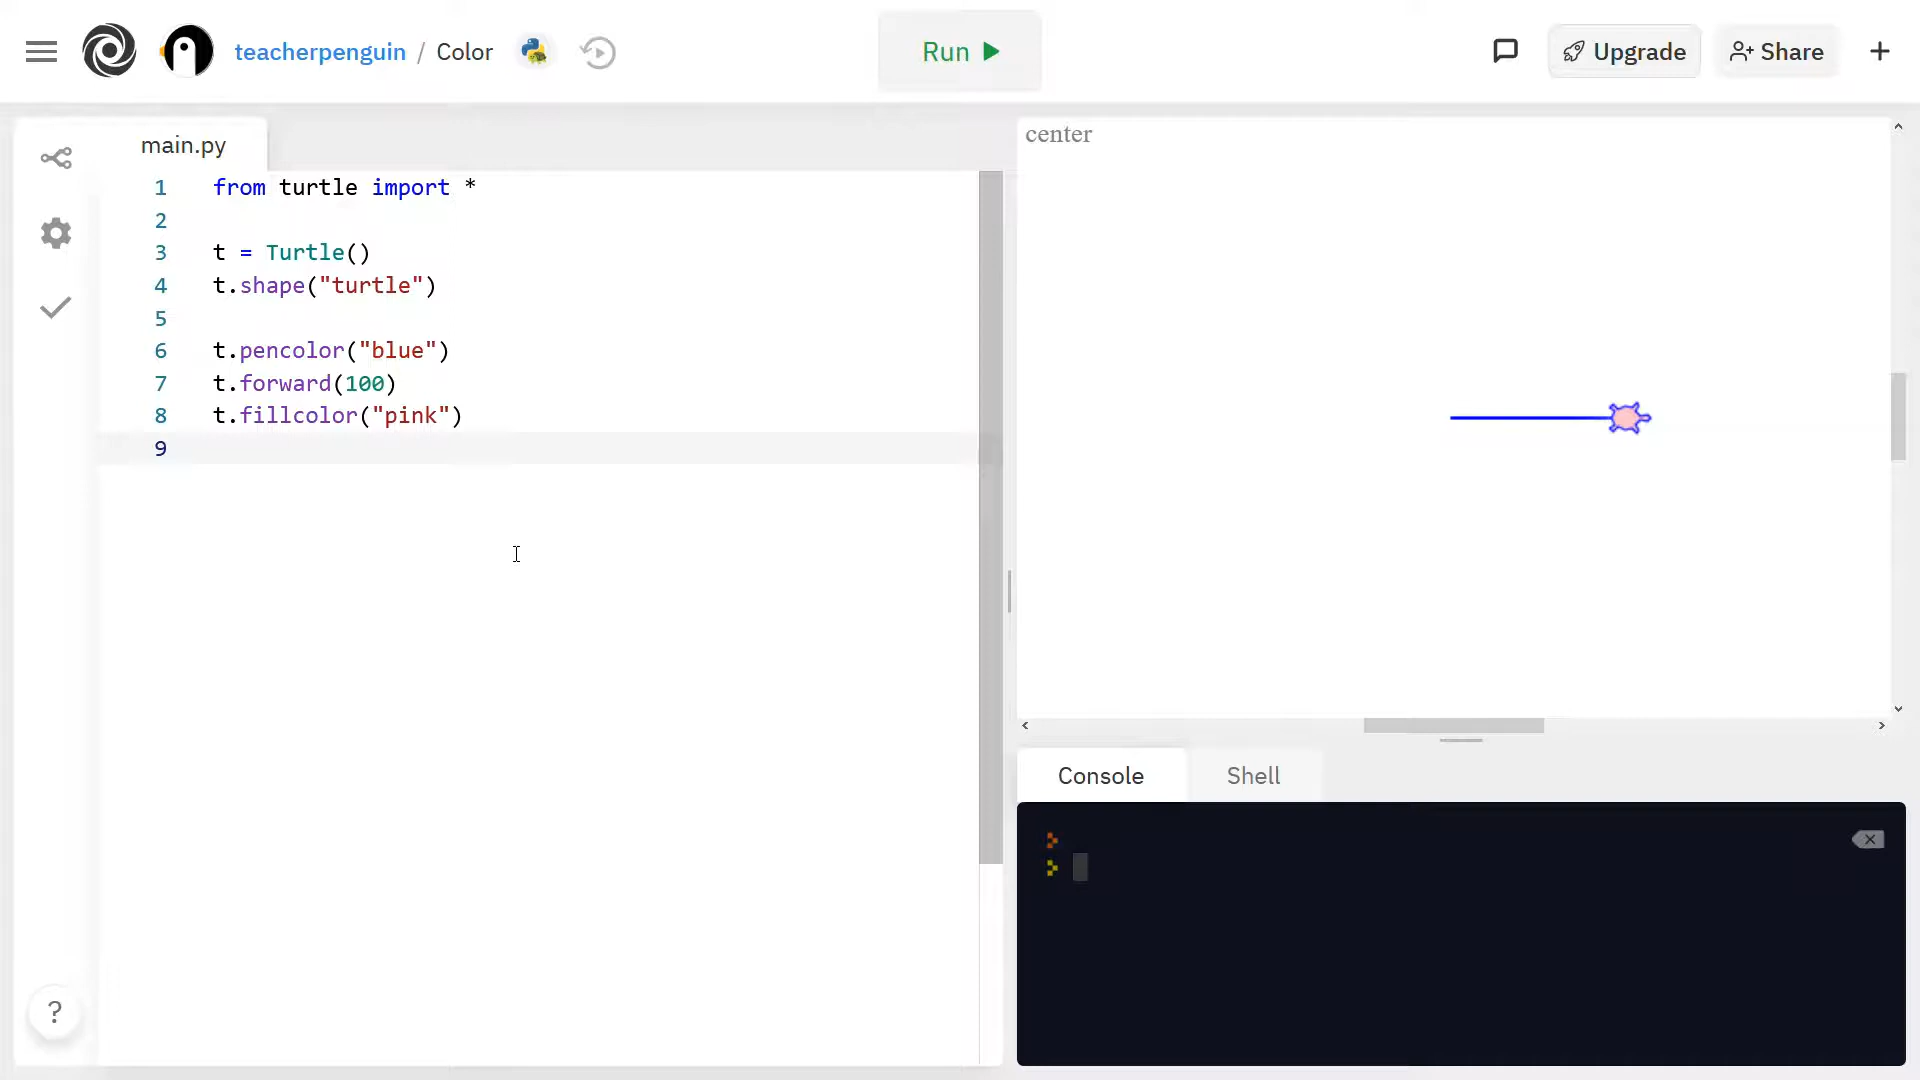 teacherpenguin / Color
Run
Upgrade
Share
main.py
1 from turtle import *
2
3 t = Turtle()
4 t.shape("turtle")
5
6 t.pencolor("blue")
7 t.forward(100)
8 t.fillcolor("pink")
9
center
Console
Shell
?